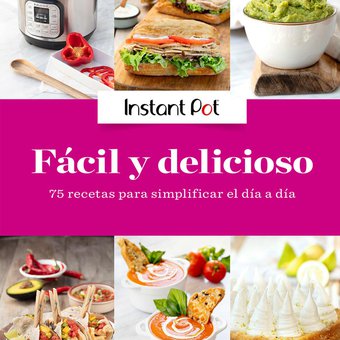 Instant Pot
Fácil y delicioso
75 recetas para simplificar el día a día